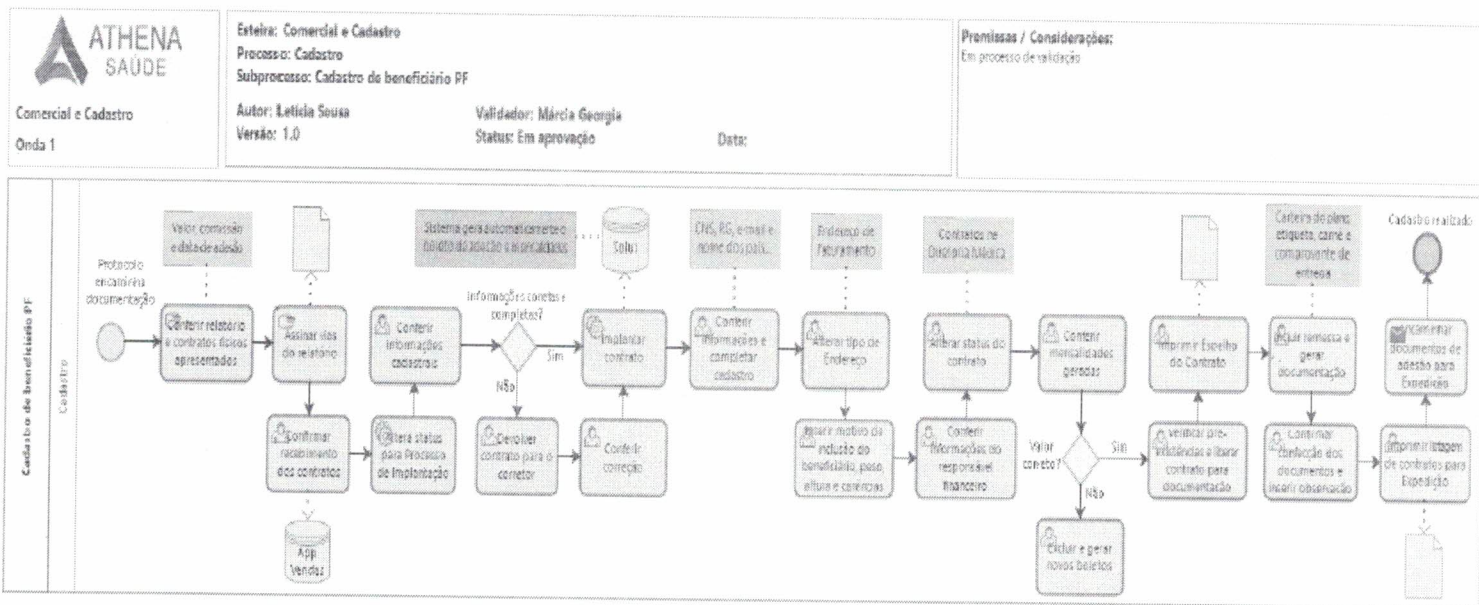 ATHENA
SAÚDE
Comercial e Cadastro
Onda 1
Esteira: Comercial e Cadastro
Processo: Cadastro
Subprocesso: Cadastro de beneficiário PF
Autor: Letícia Sousa
Validador: Márcia Georgia
Versão: 1.0
Status: Em aprovação
Data:
Premissas / Considerações:
Em processo de validação
Cadastro de beneficiário PF
Cadastro
Protocolo
encaminha
documentação
Valor, comissão
e data de adesão
Conferir relatório
e contratos físicos
apresentados
Assinar vias
do relatório
Confirmar
recebimento
dos contratos
App
Vendas
Altera status
para Processo
de Implantação
Conferir
informações
cadastrais
Sistema gera automaticamente o
Informações corretas e
completas?
Sim
Não
Devolver
contrato para o
corretor
Conferir
correção
Implantar
contrato
Solus
CNS, RG, e-mail e
nome dos pais...
Conferir
informações e
completar
cadastro
Endereço de
Faturamento
Alterar tipo de
Endereço
Inserir motivo da
inclusão do
beneficiário, peso,
altura e carências
Conferir
informações do
responsável
financeiro
Contratos na
Alterar status do
contrato
Conferir
mensalidades
geradas
Valor
correto?
Sim
Não
Excluir e gerar
novos boletos
Verificar pré-
existências e liberar
contrato para
documentação
Imprimir Espelho
do Contrato
Carteira do plano,
etiqueta, carnê e
comprovante de
entrega
remessa e
gerar
documentação
Confirmar
confecção dos
documentos e
inserir observação
Imprimir listagem
de contratos para
Expedição
Encaminhar
documentos de
adesão para
Expedição
Cadastro realizado